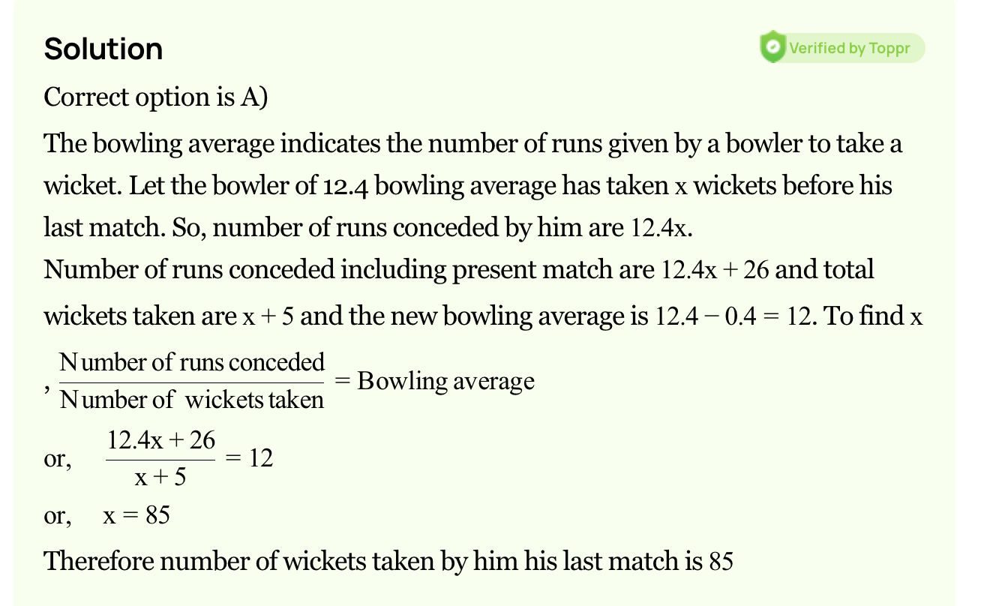 Solution
Verified by Toppr
Correct option is A)
The bowling average indicates the number of runs given by a bowler to take a
wicket. Let the bowler of 12.4 bowling average has taken x wickets before his
last match. So, number of runs conceded by him are 12.4x.
Number of runs conceded including present match are 12.4x + 26 and total
wickets taken are x + 5 and the new bowling average is 12.4 − 0.4 = 12. To find x
, Number of runs conceded / Number of wickets taken = Bowling average
or, 12.4x + 26 / x + 5 = 12
or, x = 85
Therefore number of wickets taken by him his last match is 85